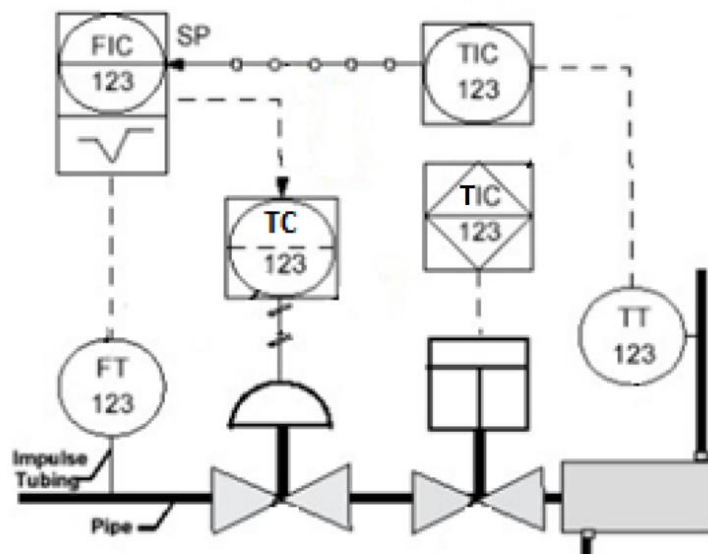 FIC
123
SP
TIC
123
TIC
123
TC
123
TT
123
FT
123
Impulse
Tubing
Pipe